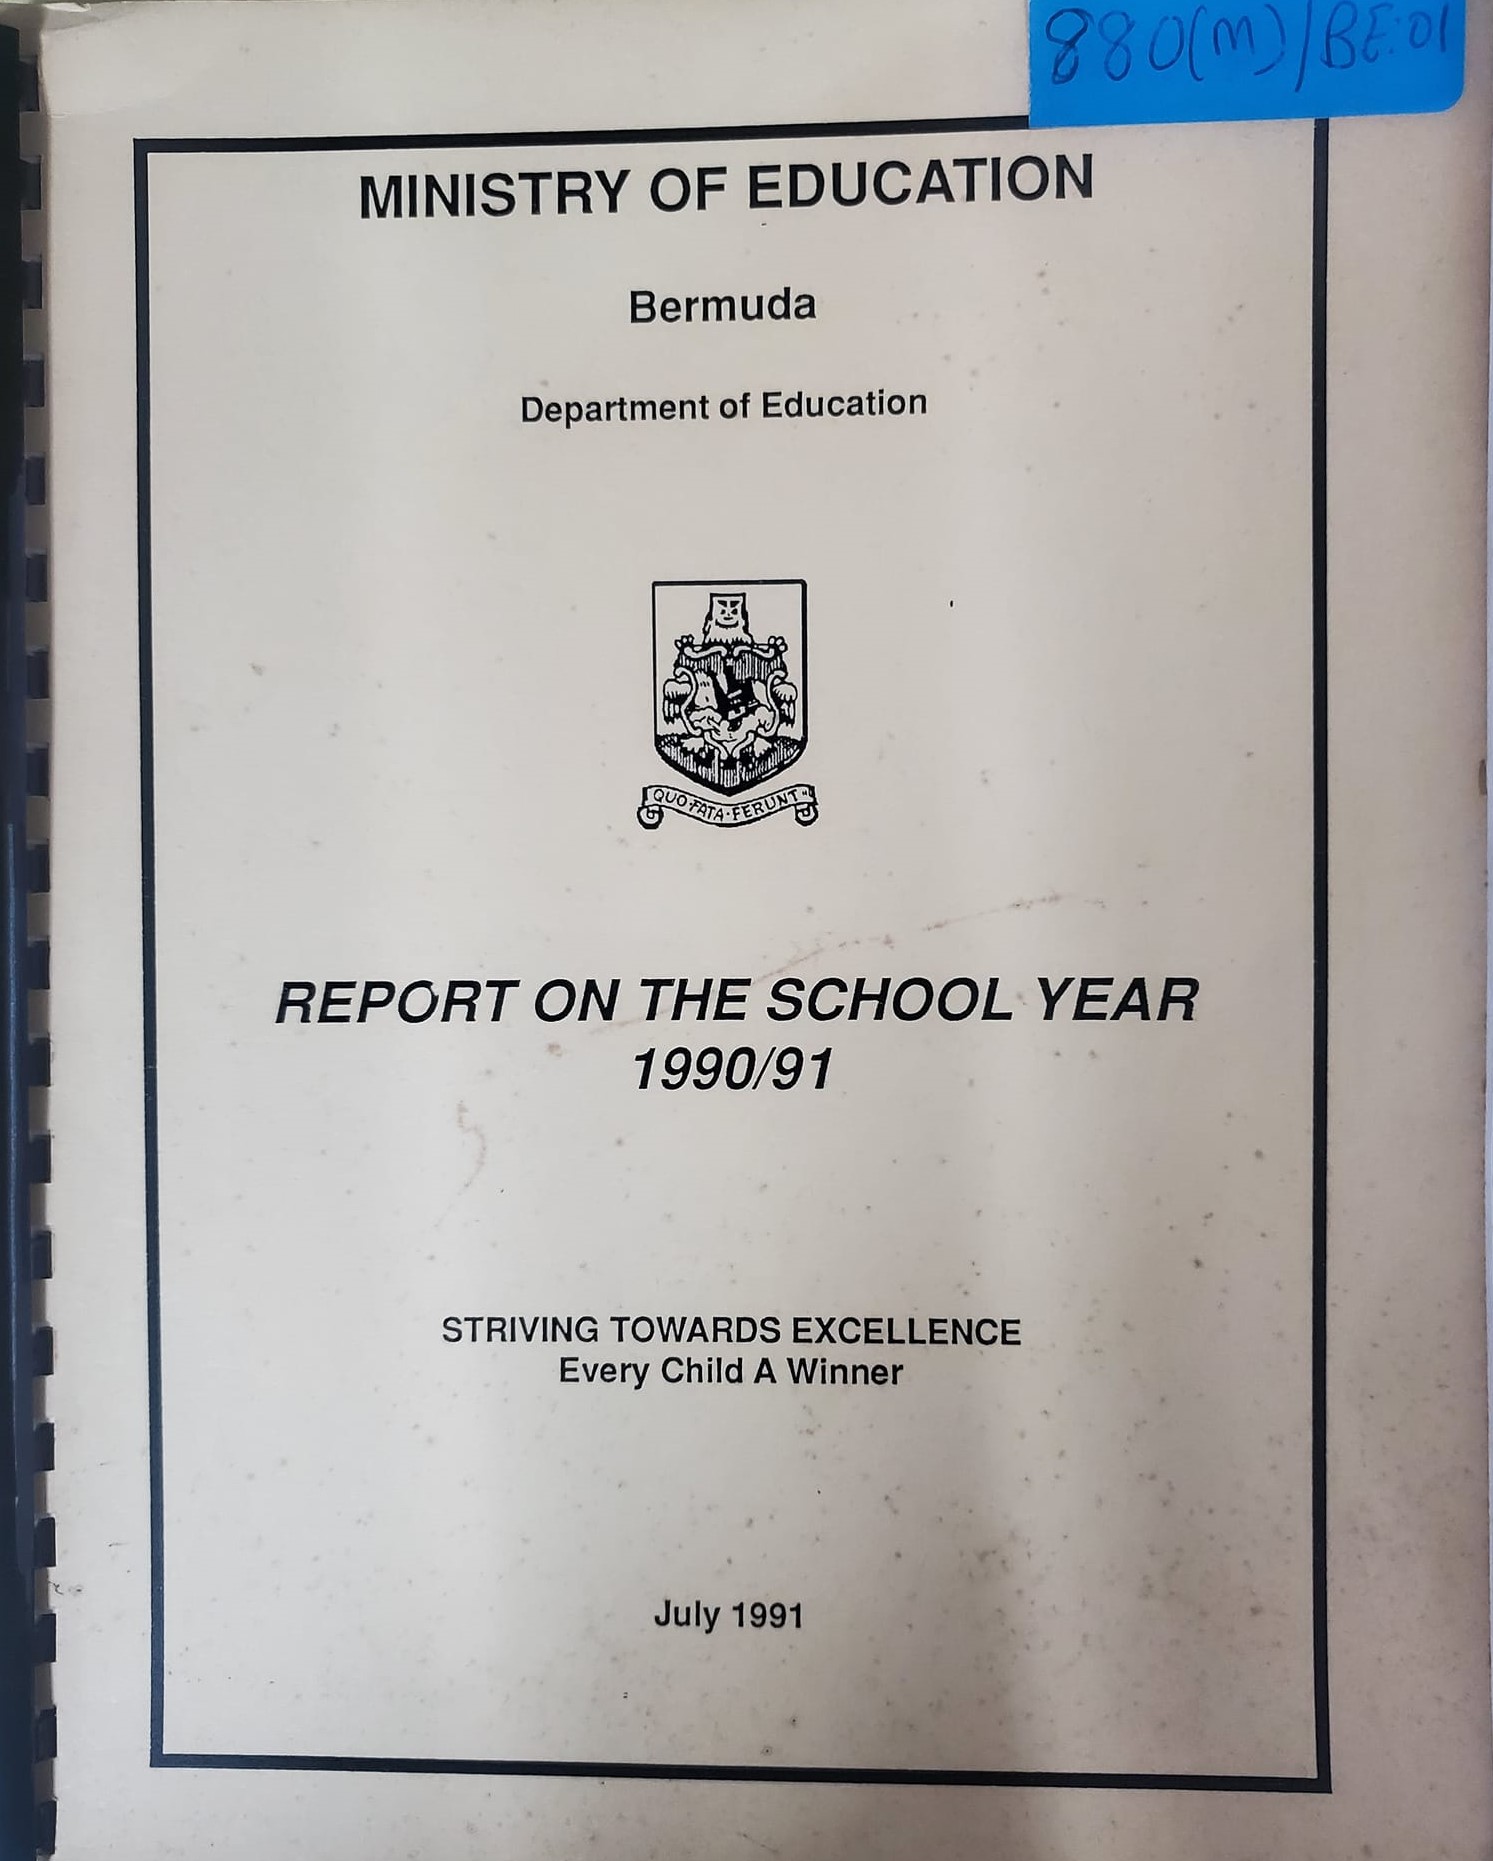 880(M)/BE:01
MINISTRY OF EDUCATION
Bermuda
Department of Education
QUO·FATA·FERUNT
REPORT ON THE SCHOOL YEAR
1990/91
STRIVING TOWARDS EXCELLENCE
Every Child A Winner
July 1991